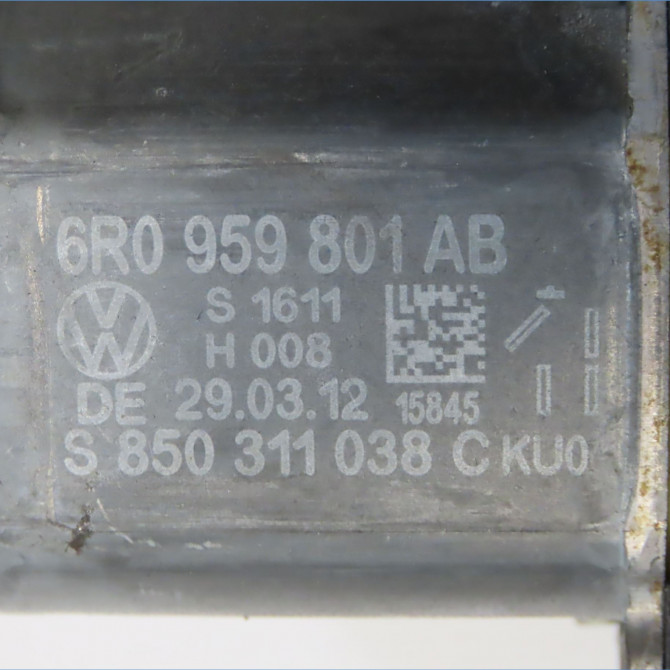 6R0 959 801 AB
S 1611
H 008
DE 29.03.12 15845
S 850 311 038 C KU0